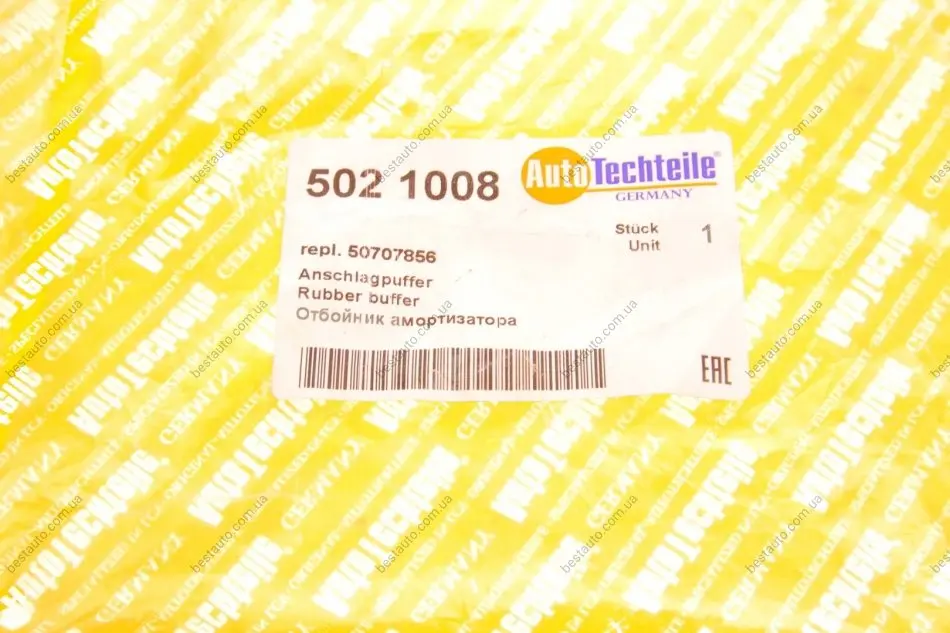 502 1008
AutoTechteile®
GERMANY
Stück 1
Unit
repl. 50707856
Anschlagpuffer
Rubber buffer
Отбойник амортизатора
EAC
bestauto.com.ua